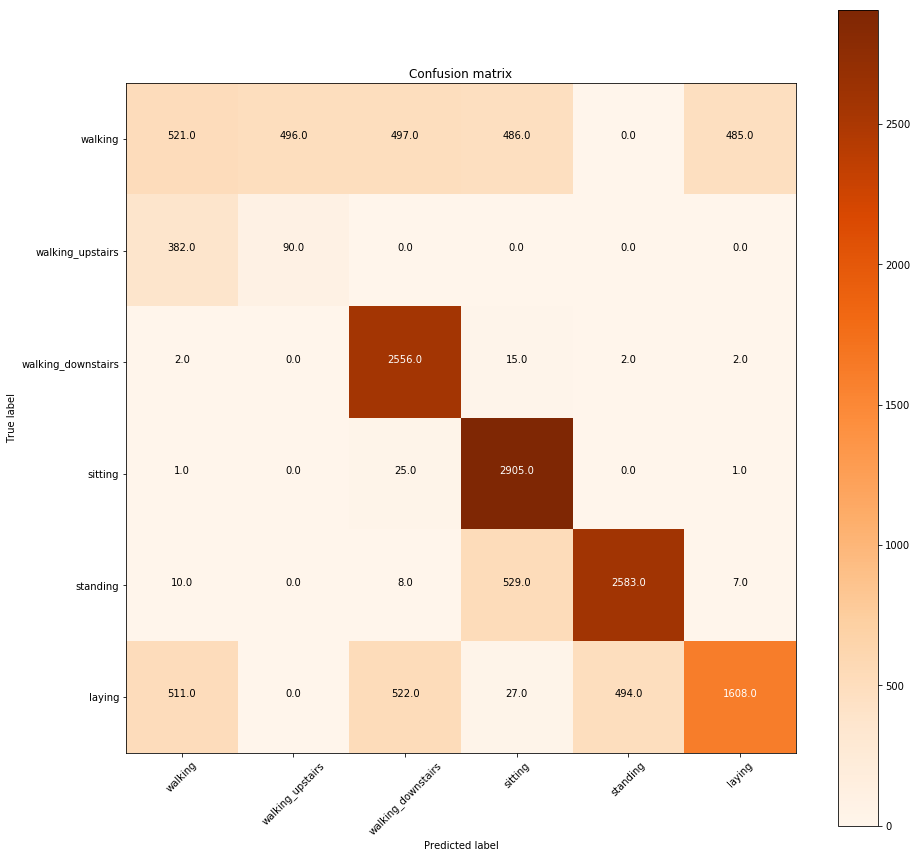 Confusion matrix
walking 521.0 496.0 497.0 486.0 0.0 485.0
walking_upstairs 382.0 90.0 0.0 0.0 0.0 0.0
walking_downstairs 2.0 0.0 2556.0 15.0 2.0 2.0
sitting 1.0 0.0 25.0 2905.0 0.0 1.0
standing 10.0 0.0 8.0 529.0 2583.0 7.0
laying 511.0 0.0 522.0 27.0 494.0 1608.0
True label
walking walking_upstairs walking_downstairs sitting standing laying
Predicted label
2500
2000
1500
1000
500
0